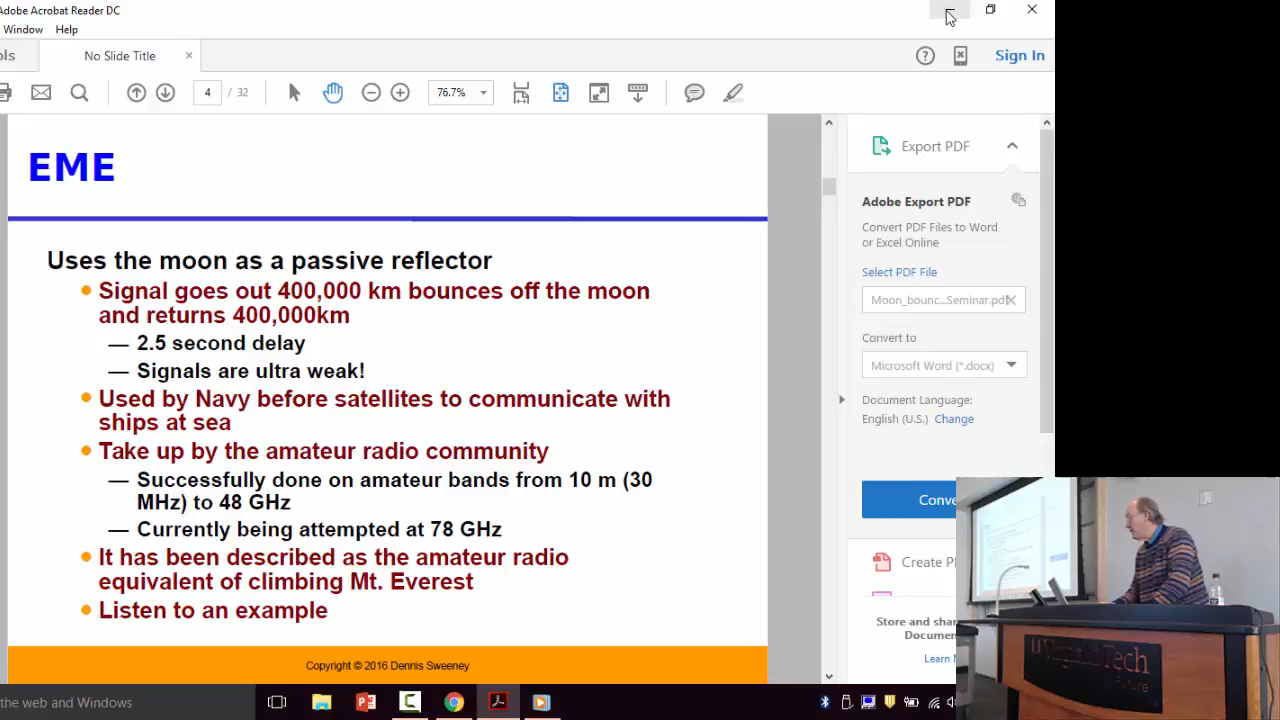 Adobe Acrobat Reader DC
Window Help
ols No Slide Title × Sign In
4 / 32 76.7%
EME
Uses the moon as a passive reflector
Signal goes out 400,000 km bounces off the moon
and returns 400,000km
— 2.5 second delay
— Signals are ultra weak!
Used by Navy before satellites to communicate with
ships at sea
Take up by the amateur radio community
— Successfully done on amateur bands from 10 m (30
MHz) to 48 GHz
— Currently being attempted at 78 GHz
It has been described as the amateur radio
equivalent of climbing Mt. Everest
Listen to an example
Copyright © 2016 Dennis Sweeney
Export PDF
Adobe Export PDF
Convert PDF Files to Word
or Excel Online
Select PDF File
Moon_bounc...Seminar.pdf
Convert to
Microsoft Word (*.docx)
Document Language:
English (U.S.) Change
Conve
Create P
Store and shar
Documen
Learn
Tech
the web and Windows